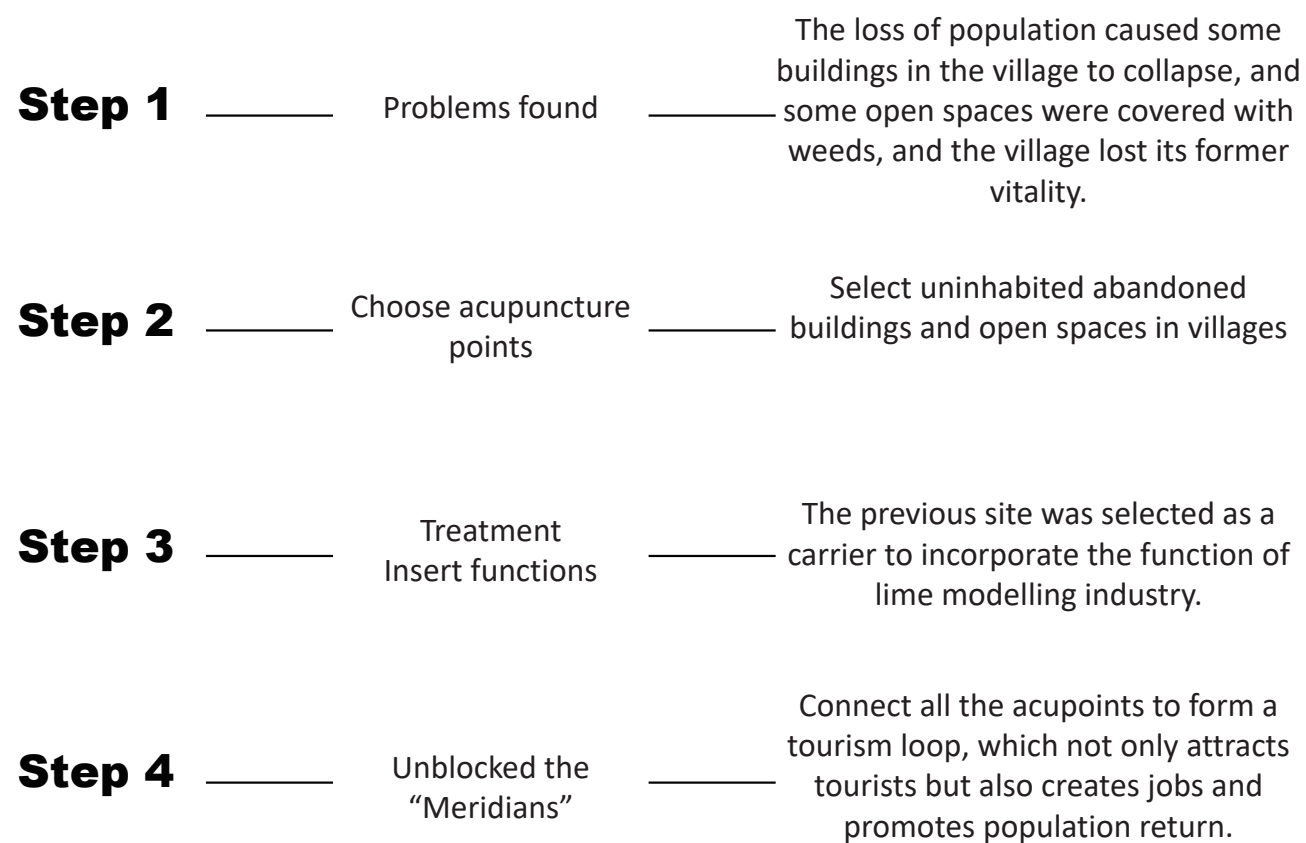 Step 1
Problems found
The loss of population caused some
buildings in the village to collapse, and
some open spaces were covered with
weeds, and the village lost its former
vitality.
Step 2
Choose acupuncture
points
Select uninhabited abandoned
buildings and open spaces in villages
Step 3
Treatment
Insert functions
The previous site was selected as a
carrier to incorporate the function of
lime modelling industry.
Step 4
Unblocked the
“Meridians”
Connect all the acupoints to form a
tourism loop, which not only attracts
tourists but also creates jobs and
promotes population return.